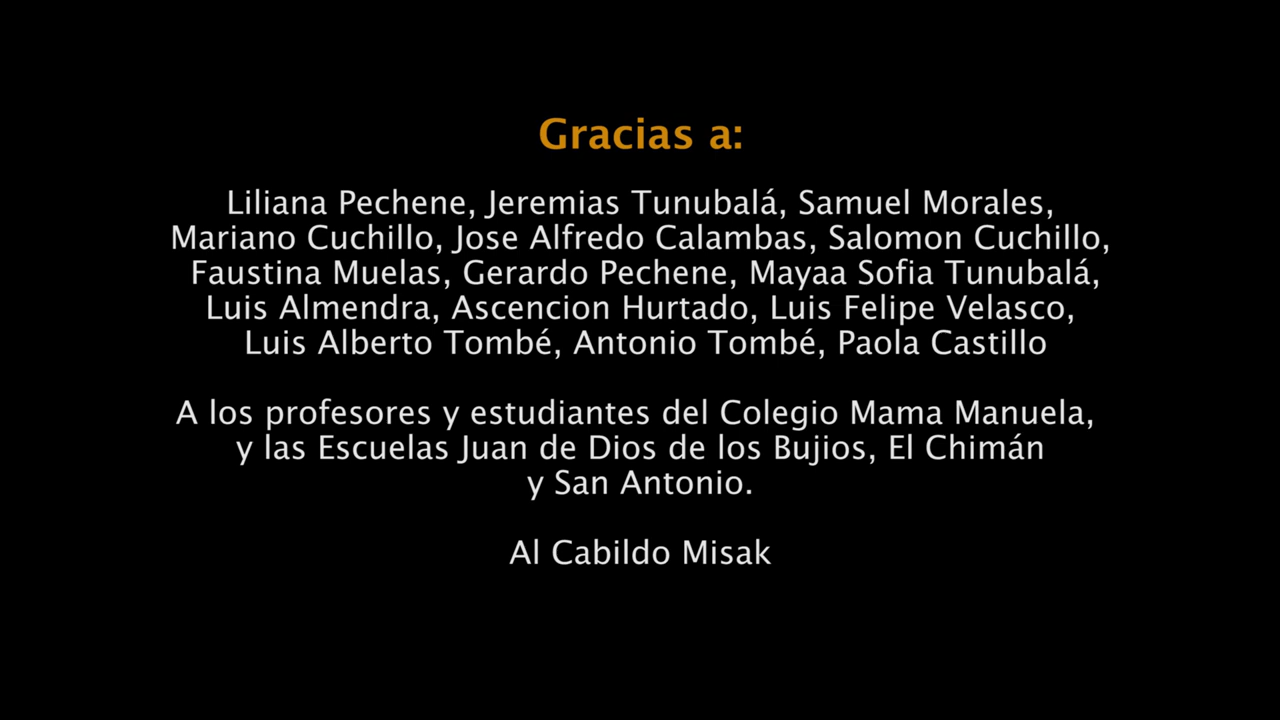 Gracias a:
Liliana Pechene, Jeremias Tunubalá, Samuel Morales,
Mariano Cuchillo, Jose Alfredo Calambas, Salomon Cuchillo,
Faustina Muelas, Gerardo Pechene, Mayaa Sofia Tunubalá,
Luis Almendra, Ascencion Hurtado, Luis Felipe Velasco,
Luis Alberto Tombé, Antonio Tombé, Paola Castillo
A los profesores y estudiantes del Colegio Mama Manuela,
y las Escuelas Juan de Dios de los Bujios, El Chimán
y San Antonio.
Al Cabildo Misak